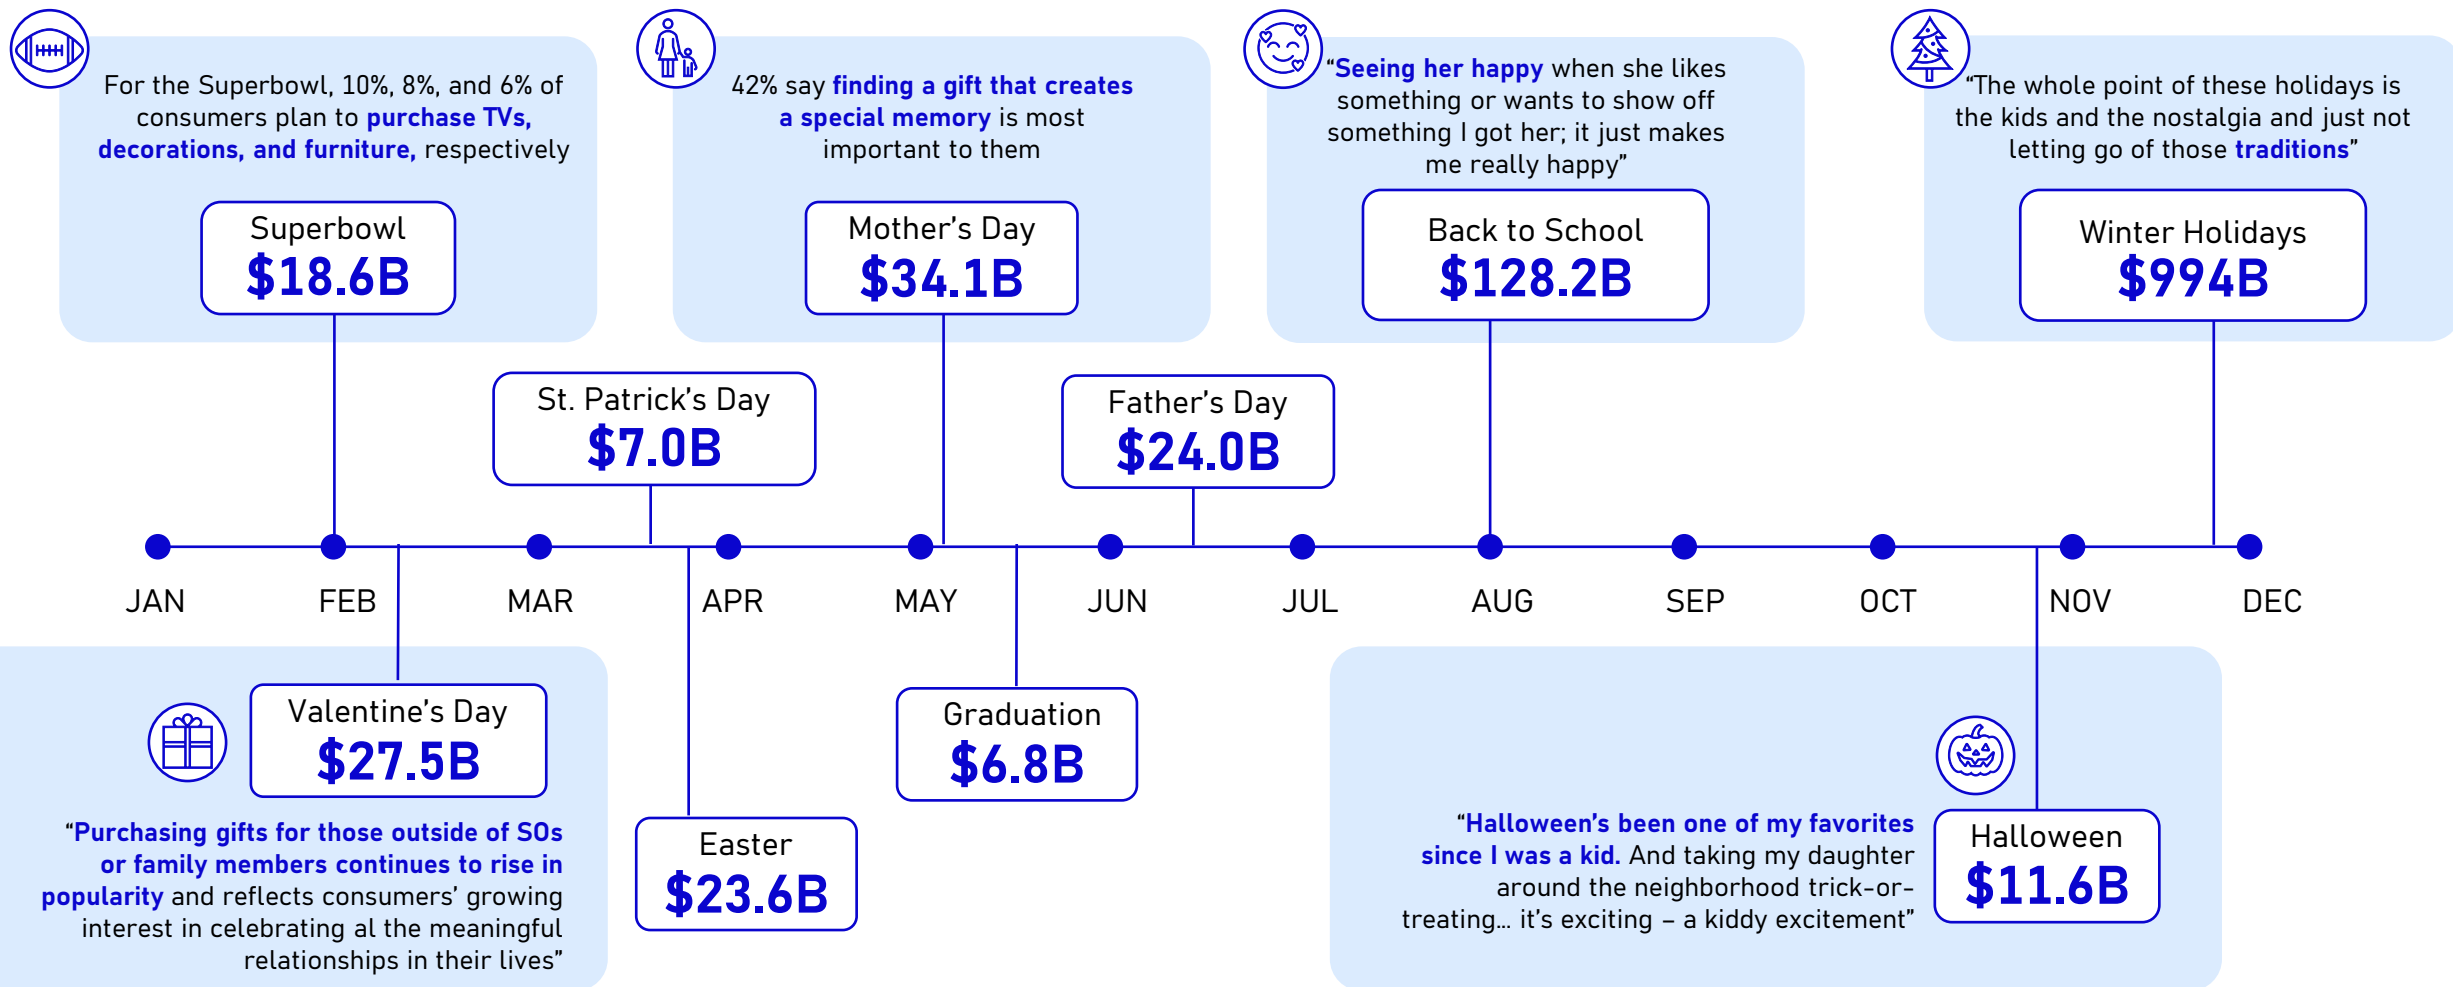 For the Superbowl, 10%, 8%, and 6% of
consumers plan to purchase TVs,
decorations, and furniture, respectively
Superbowl
$18.6B
42% say finding a gift that creates
a special memory is most
important to them
Mother's Day
$34.1B
“Seeing her happy when she likes
something or wants to show off
something I got her; it just makes
me really happy”
Back to School
$128.2B
“The whole point of these holidays is
the kids and the nostalgia and just not
letting go of those traditions”
Winter Holidays
$994B
St. Patrick's Day
$7.0B
Father's Day
$24.0B
JAN
FEB
MAR
APR
MAY
JUN
JUL
AUG
SEP
OCT
NOV
DEC
Valentine's Day
$27.5B
“Purchasing gifts for those outside of SOs
or family members continues to rise in
popularity and reflects consumers' growing
interest in celebrating al the meaningful
relationships in their lives”
Easter
$23.6B
Graduation
$6.8B
“Halloween's been one of my favorites
since I was a kid. And taking my daughter
around the neighborhood trick-or-
treating… it's exciting – a kiddy excitement”
Halloween
$11.6B